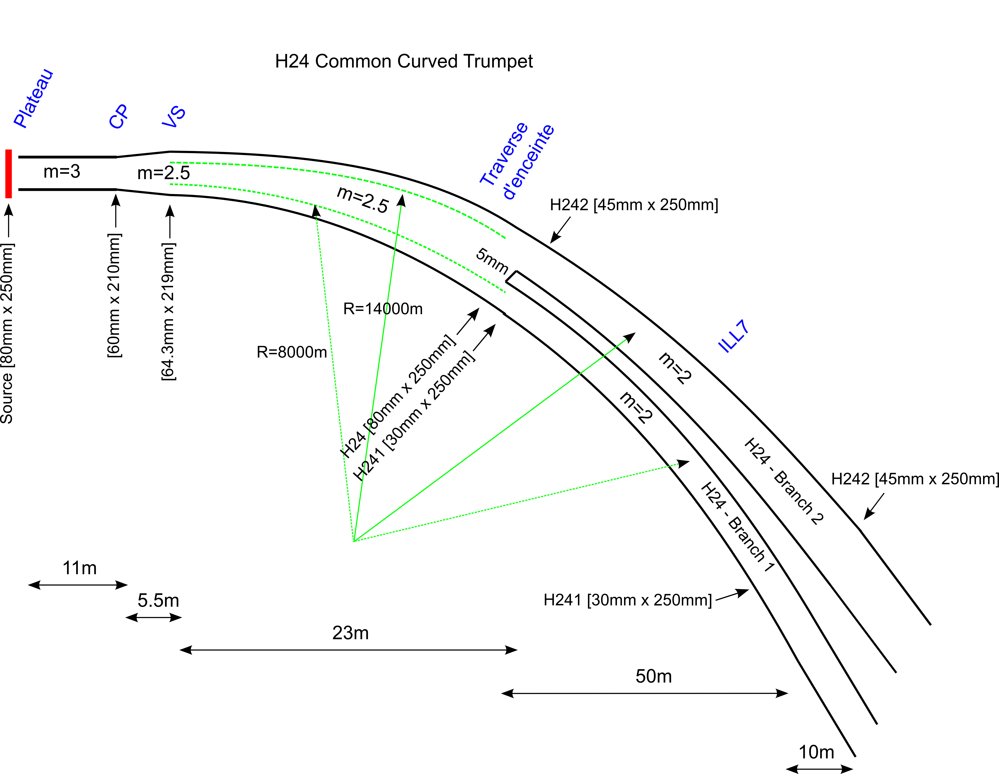 H24 Common Curved Trumpet
Plateau
CP
VS
Traverse
d'enceinte
m=3
m=2.5
m=2.5
H242 [45mm x 250mm]
5mm
Source [80mm x 250mm]
[60mm x 210mm]
[64.3mm x 219mm]
R=14000m
R=8000m
H24 [80mm x 250mm]
H241 [30mm x 250mm]
ILL7
m=2
m=2
H24 - Branch 2
H24 - Branch 1
H242 [45mm x 250mm]
H241 [30mm x 250mm]
11m
5.5m
23m
50m
10m